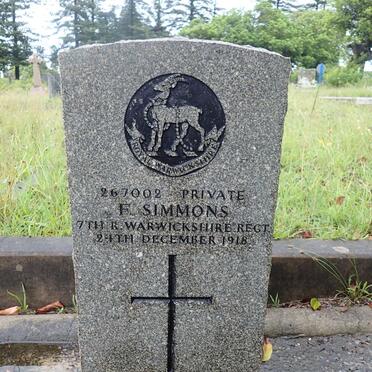 ROYAL WARWICKSHIRE
267002 PRIVATE
F. SIMMONS
7TH R. WARWICKSHIRE REGT
24TH DECEMBER 1918